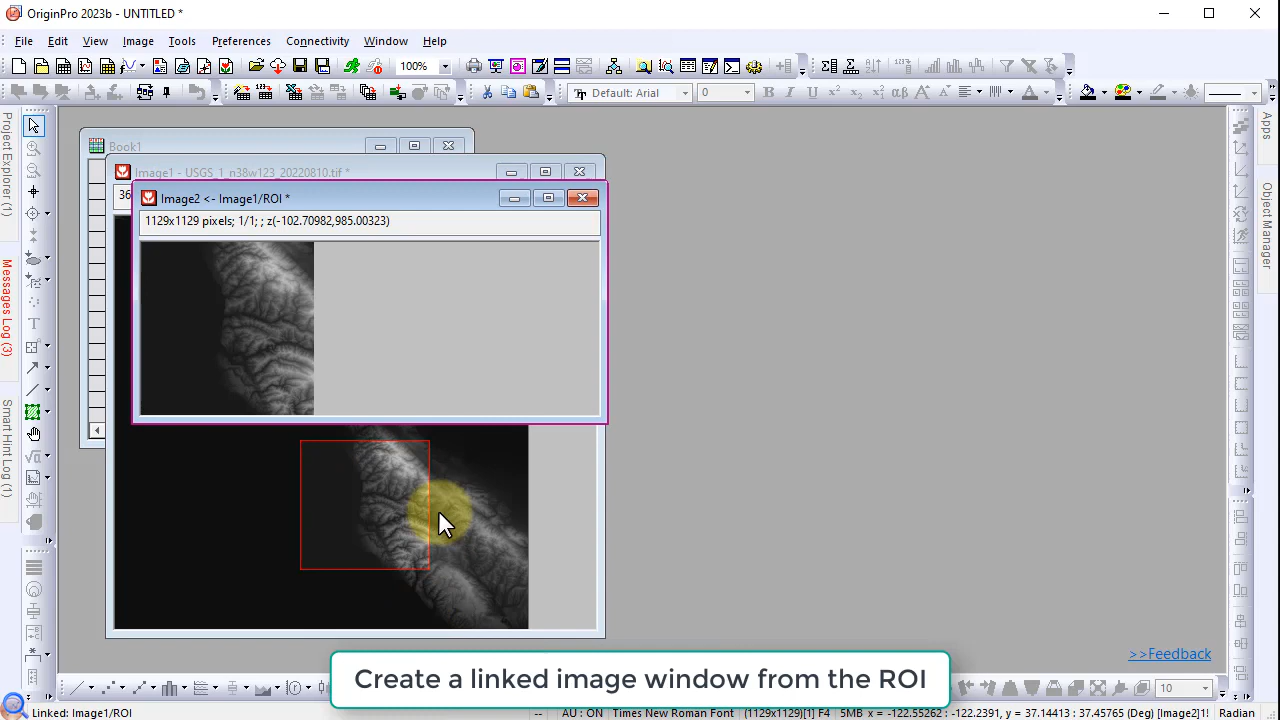 OriginPro 2023b - UNTITLED *
File Edit View Image Tools Preferences Connectivity Window Help
100%
Default: Arial 0
Project Explorer (1)
Messages Log (3)
Smart Hint Log (1)
Apps
Object Manager
Book1
Image1 - USGS_1_n38w123_20220810.tif *
36
Image2 <- Image1/ROI *
1129x1129 pixels; 1/1; ; z(-102.70982,985.00323)
>>Feedback
Create a linked image window from the ROI
10
Linked: Image1/ROI -- AU : ON Times New Roman Font (1129x1129)[1] F4 5MB x = -122.55262 - -122.2391, y = 37.14413 - 37.45765 (Deg) [Image2]1! Radian